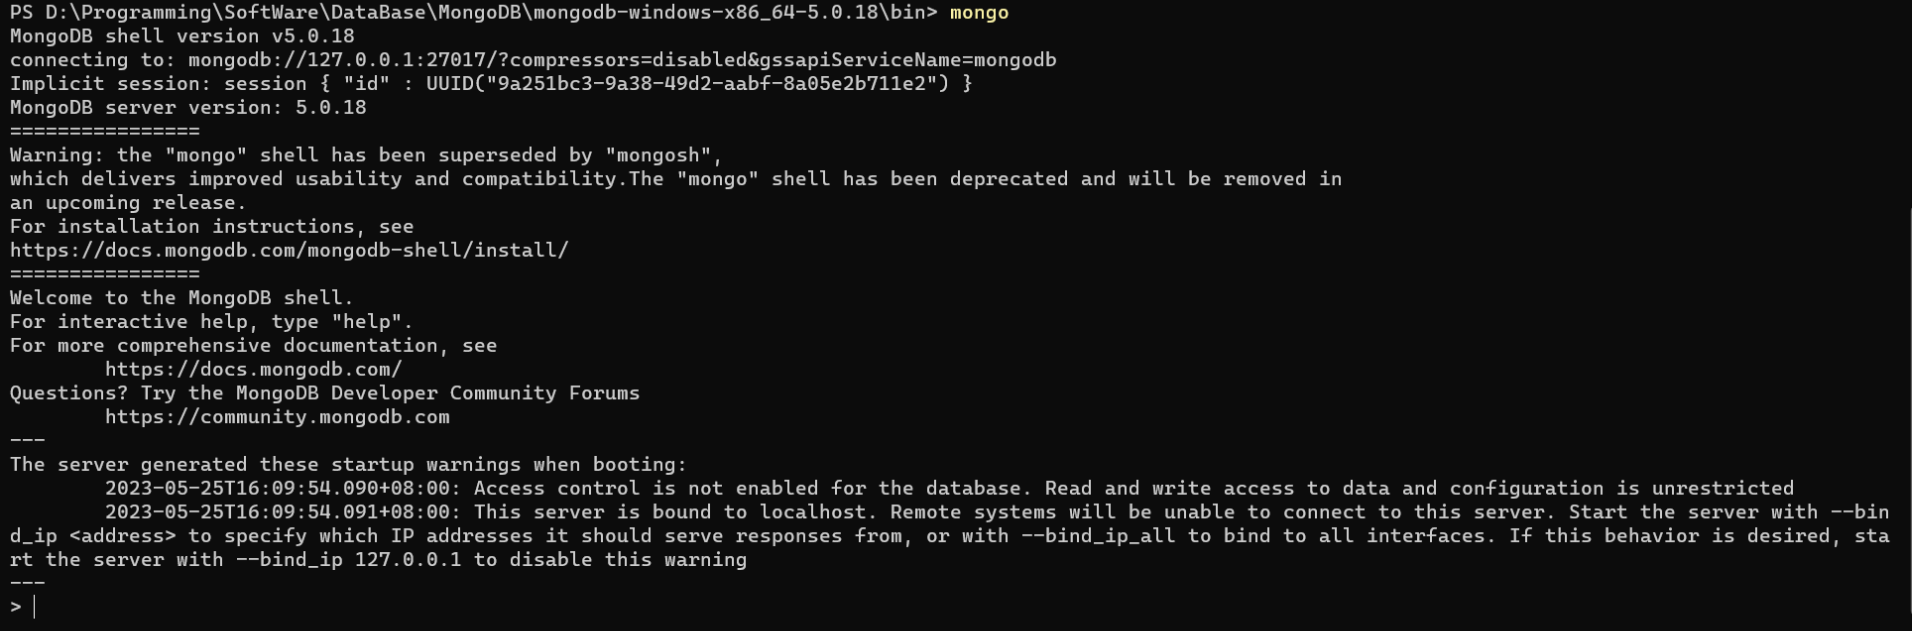 PS D:\Programming\SoftWare\DataBase\MongoDB\mongodb-windows-x86_64-5.0.18\bin> mongo
MongoDB shell version v5.0.18
connecting to: mongodb://127.0.0.1:27017/?compressors=disabled&gssapiServiceName=mongodb
Implicit session: session { "id" : UUID("9a251bc3-9a38-49d2-aabf-8a05e2b711e2") }
MongoDB server version: 5.0.18
================
Warning: the "mongo" shell has been superseded by "mongosh",
which delivers improved usability and compatibility.The "mongo" shell has been deprecated and will be removed in
an upcoming release.
For installation instructions, see
https://docs.mongodb.com/mongodb-shell/install/
================
Welcome to the MongoDB shell.
For interactive help, type "help".
For more comprehensive documentation, see
        https://docs.mongodb.com/
Questions? Try the MongoDB Developer Community Forums
        https://community.mongodb.com
---
The server generated these startup warnings when booting:
        2023-05-25T16:09:54.090+08:00: Access control is not enabled for the database. Read and write access to data and configuration is unrestricted
        2023-05-25T16:09:54.091+08:00: This server is bound to localhost. Remote systems will be unable to connect to this server. Start the server with --bin
d_ip <address> to specify which IP addresses it should serve responses from, or with --bind_ip_all to bind to all interfaces. If this behavior is desired, sta
rt the server with --bind_ip 127.0.0.1 to disable this warning
---
>